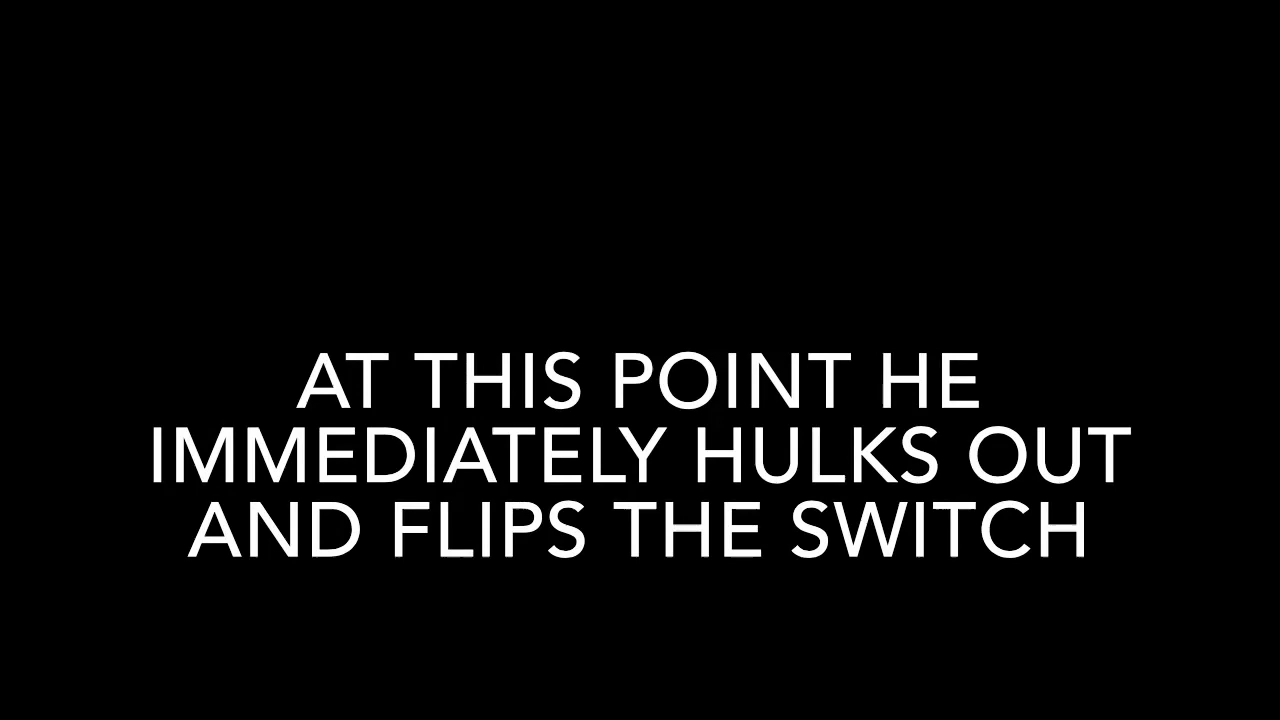 AT THIS POINT HE
IMMEDIATELY HULKS OUT
AND FLIPS THE SWITCH